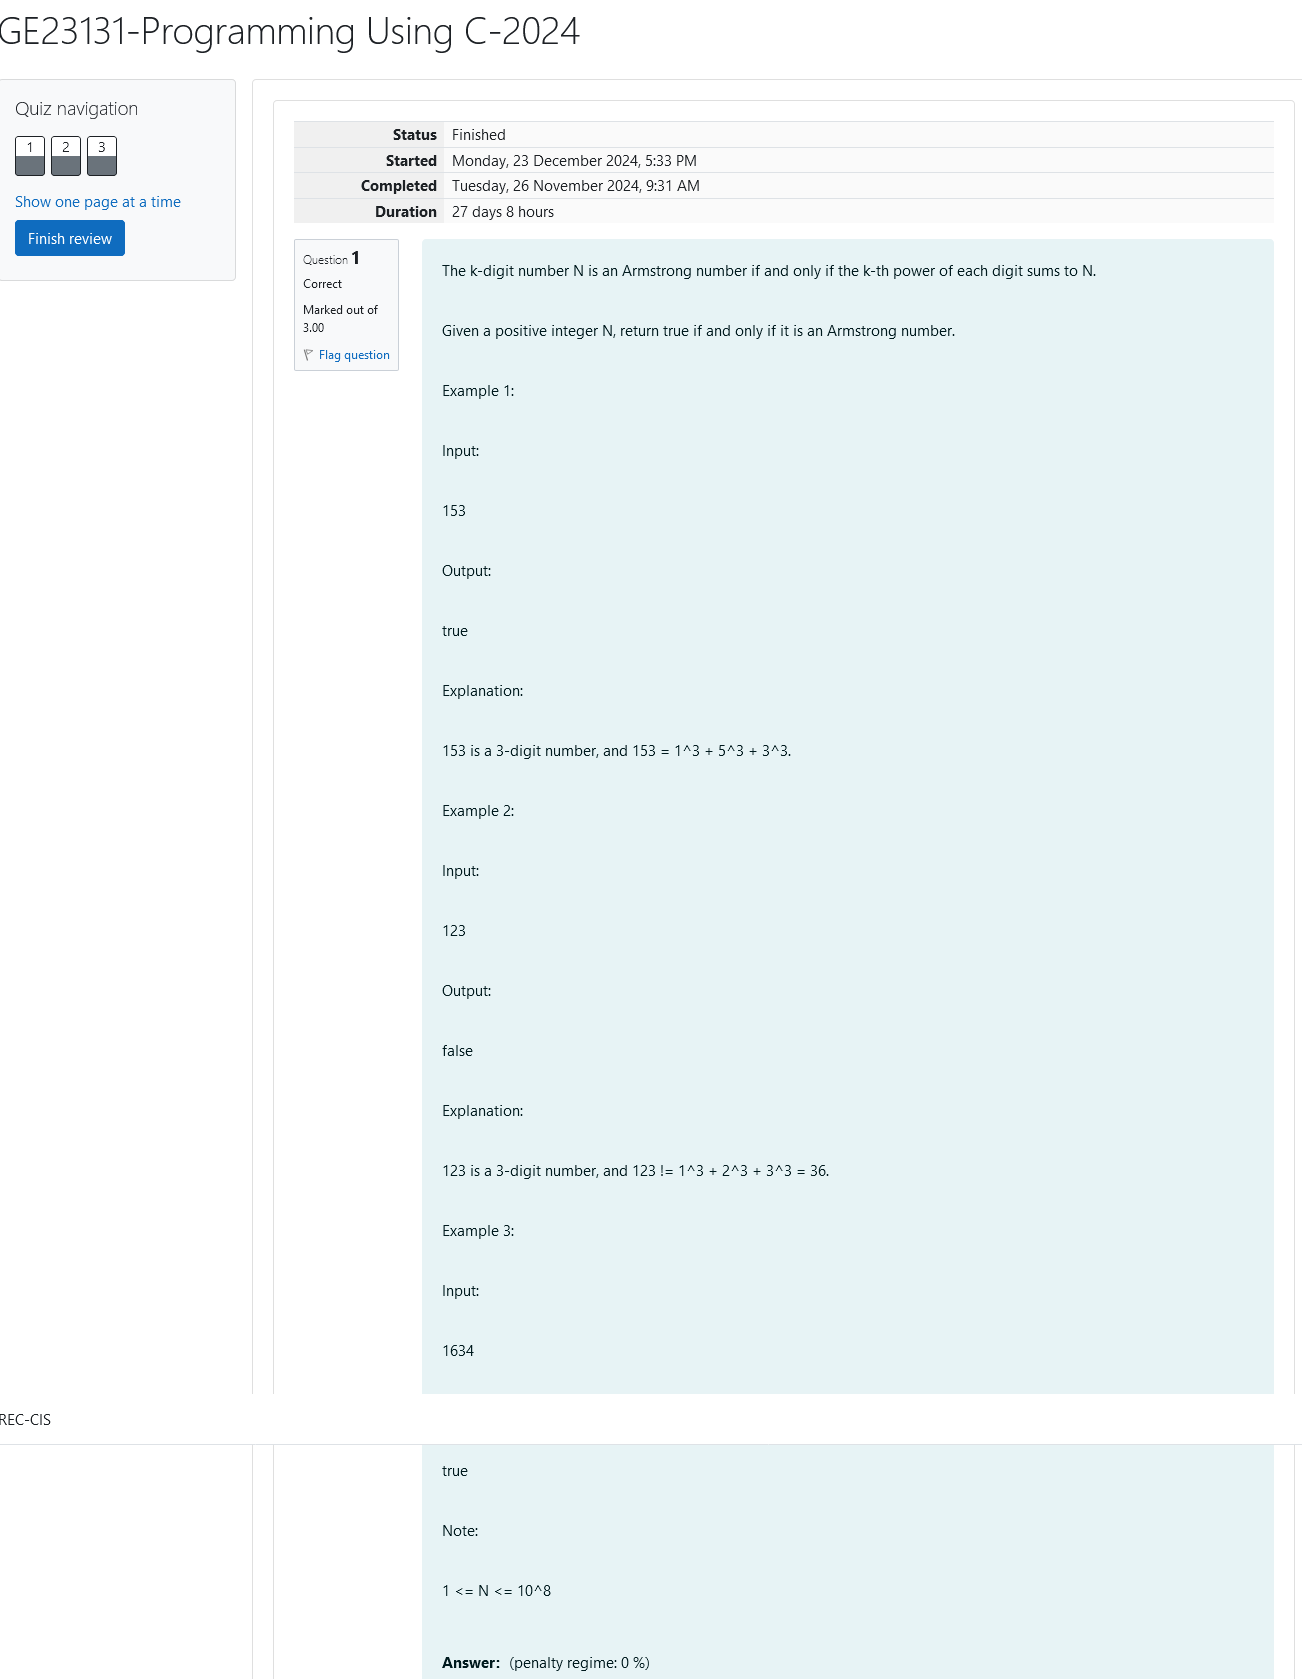 GE23131-Programming Using C-2024
Quiz navigation
1 2 3
Show one page at a time
Finish review
Status Finished
Started Monday, 23 December 2024, 5:33 PM
Completed Tuesday, 26 November 2024, 9:31 AM
Duration 27 days 8 hours
Question 1
Correct
Marked out of
3.00
Flag question
The k-digit number N is an Armstrong number if and only if the k-th power of each digit sums to N.
Given a positive integer N, return true if and only if it is an Armstrong number.
Example 1:
Input:
153
Output:
true
Explanation:
153 is a 3-digit number, and 153 = 1^3 + 5^3 + 3^3.
Example 2:
Input:
123
Output:
false
Explanation:
123 is a 3-digit number, and 123 != 1^3 + 2^3 + 3^3 = 36.
Example 3:
Input:
1634
REC-CIS
true
Note:
1 <= N <= 10^8
Answer: (penalty regime: 0 %)